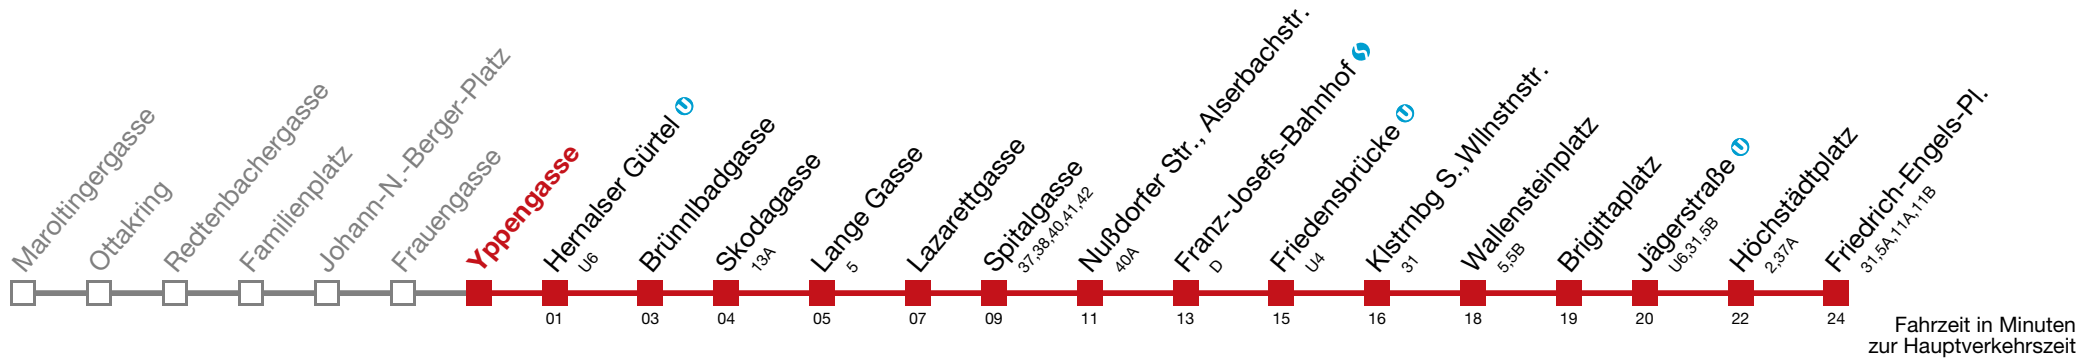 Maroltingergasse
Ottakring
Redtenbachergasse
Familienplatz
Johann-N.-Berger-Platz
Frauengasse
Yppengasse
Hernalser Gürtel U
U6
Brünnlbadgasse
Skodagasse
13A
Lange Gasse
5
Lazarettgasse
Spitalgasse
37,38,40,41,42
Nußdorfer Str., Alserbachstr.
40A
Franz-Josefs-Bahnhof S
D
Friedensbrücke U
U4
Klstrnbg S., Wllnstnstr.
31
Wallensteinplatz
5,5B
Brigittaplatz
Jägerstraße U
U6,31,5B
Höchstädtplatz
2,37A
Friedrich-Engels-Pl.
31,5A,11A,11B
01 03 04 05 07 09 11 13 15 16 18 19 20 22 24
Fahrzeit in Minuten
zur Hauptverkehrszeit